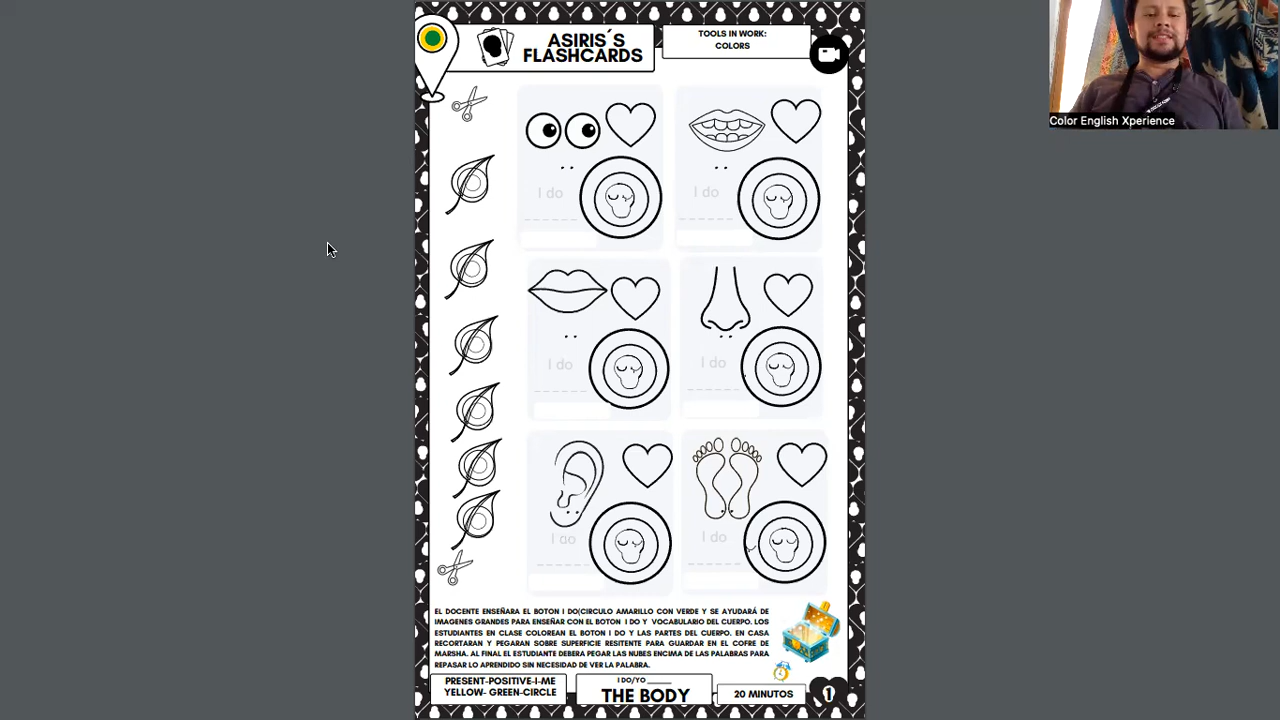 ASIRIS´S
FLASHCARDS
TOOLS IN WORK:
COLORS
Color English Xperience
I do
I do
I do
I do
I do
I do
EL DOCENTE ENSEÑARA EL BOTON I DO(CIRCULO AMARILLO CON VERDE Y SE AYUDARÁ DE
IMAGENES GRANDES PARA ENSEÑAR CON EL BOTON I DO Y VOCABULARIO DEL CUERPO. LOS
ESTUDIANTES EN CLASE COLOREAN EL BOTON I DO Y LAS PARTES DEL CUERPO. EN CASA
RECORTARAN Y PEGARAN SOBRE SUPERFICIE RESITENTE PARA GUARDAR EN EL COFRE DE
MARSHA. AL FINAL EL ESTUDIANTE DEBERA PEGAR LAS NUBES ENCIMA DE LAS PALABRAS PARA
REPASAR LO APRENDIDO SIN NECESIDAD DE VER LA PALABRA.
PRESENT-POSITIVE-I-ME
YELLOW- GREEN-CIRCLE
I DO/YO ______
THE BODY
20 MINUTOS
1